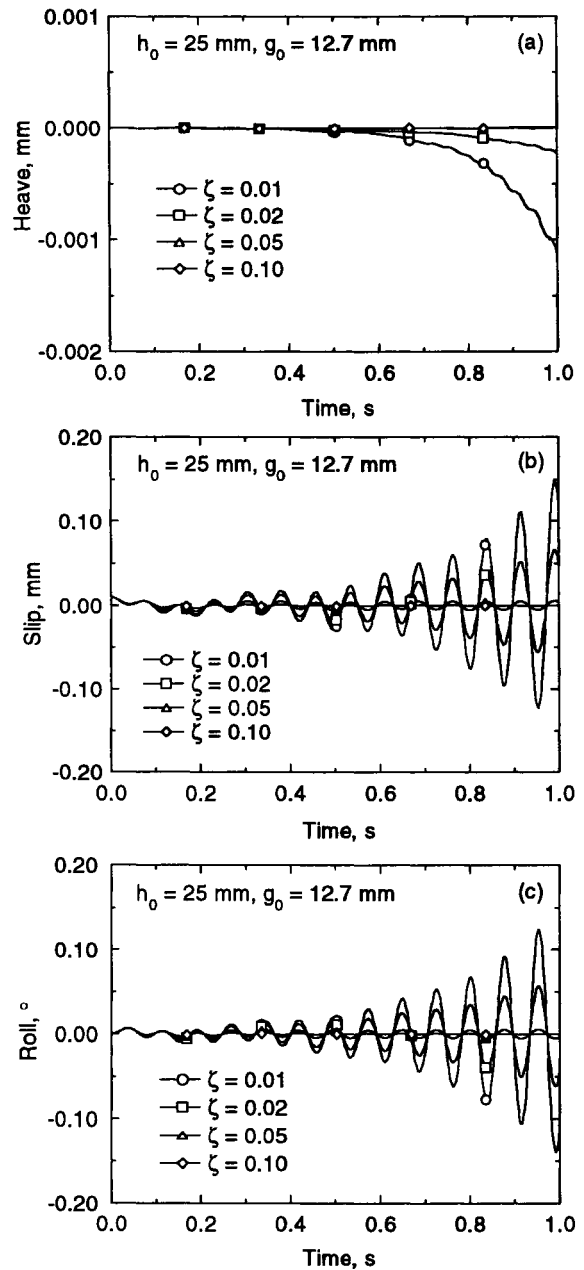 0.001
h₀ = 25 mm, g₀ = 12.7 mm (a)
0.000
Heave, mm
ζ = 0.01
ζ = 0.02
-0.001
ζ = 0.05
ζ = 0.10
-0.002
0.0 0.2 0.4 0.6 0.8 1.0
Time, s
0.20
h₀ = 25 mm, g₀ = 12.7 mm (b)
0.10
Slip, mm
0.00
ζ = 0.01
ζ = 0.02
-0.10
ζ = 0.05
ζ = 0.10
-0.20
0.0 0.2 0.4 0.6 0.8 1.0
Time, s
0.20
h₀ = 25 mm, g₀ = 12.7 mm (c)
0.10
Roll, °
0.00
ζ = 0.01
ζ = 0.02
-0.10
ζ = 0.05
ζ = 0.10
-0.20
0.0 0.2 0.4 0.6 0.8 1.0
Time, s